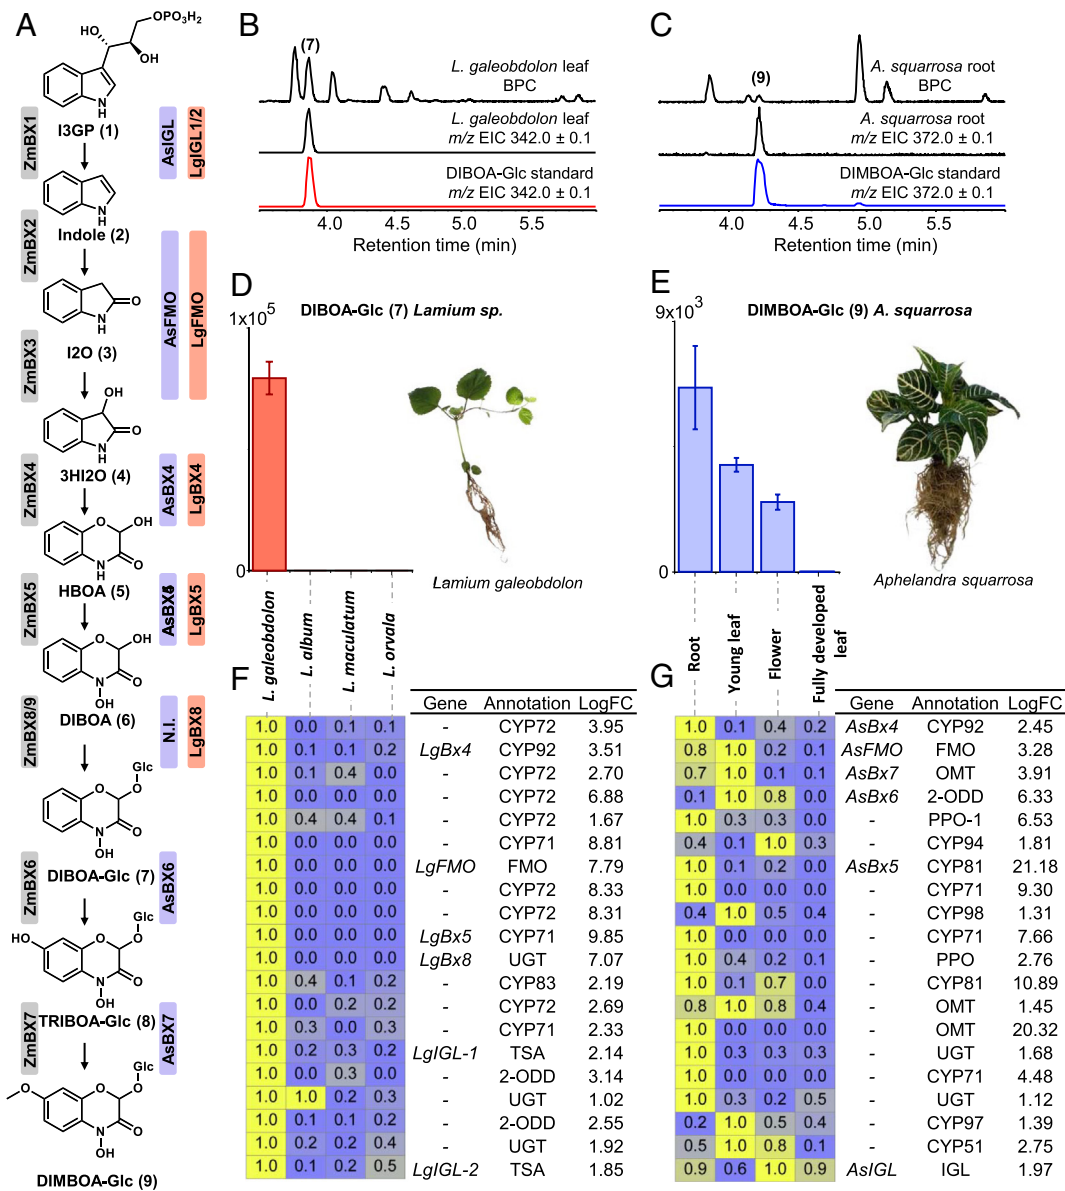 A
OPO₃H₂
HO
OH
N
H
I3GP (1)
ZmBX1
AsIGL
LgIGL1/2
N
H
Indole (2)
ZmBX2
AsFMO
LgFMO
O
N
H
I2O (3)
ZmBX3
OH
O
N
H
3HI2O (4)
ZmBX4
AsBX4
LgBX4
O
OH
N
H
O
HBOA (5)
ZmBX5
LgBX5
O
OH
N
O
OH
DIBOA (6)
ZmBX8/9
N.I.
LgBX8
Glc
O
O
N
O
OH
DIBOA-Glc (7)
ZmBX6
AsBX6
Glc
HO
O
O
N
O
OH
TRIBOA-Glc (8)
ZmBX7
AsBX7
Glc
O
O
O
N
O
OH
DIMBOA-Glc (9)
B
(7)
L. galeobdolon leaf
BPC
L. galeobdolon leaf
m/z EIC 342.0 ± 0.1
DIBOA-Glc standard
m/z EIC 342.0 ± 0.1
4.0 4.5 5.0 5.5
Retention time (min)
C
(9)
A. squarrosa root
BPC
A. squarrosa root
m/z EIC 372.0 ± 0.1
DIMBOA-Glc standard
m/z EIC 372.0 ± 0.1
4.0 4.5 5.0 5.5
Retention time (min)
D
DIBOA-Glc (7) Lamium sp.
1x10⁵
0
Lamium galeobdolon
L. galeobdolon
L. album
L. maculatum
L. orvala
E
DIMBOA-Glc (9) A. squarrosa
9x10³
0
Aphelandra squarrosa
Root
Young leaf
Flower
Fully developed
leaf
F
Gene Annotation LogFC
1.0 0.0 0.1 0.1 - CYP72 3.95
1.0 0.1 0.1 0.2 LgBx4 CYP92 3.51
1.0 0.1 0.4 0.0 - CYP72 2.70
1.0 0.0 0.0 0.0 - CYP72 6.88
1.0 0.4 0.4 0.1 - CYP72 1.67
1.0 0.0 0.0 0.0 - CYP71 8.81
1.0 0.0 0.0 0.0 LgFMO FMO 7.79
1.0 0.0 0.0 0.0 - CYP72 8.33
1.0 0.0 0.0 0.0 - CYP72 8.31
1.0 0.0 0.0 0.0 LgBx5 CYP71 9.85
1.0 0.0 0.0 0.0 LgBx8 UGT 7.07
1.0 0.4 0.1 0.2 - CYP83 2.19
1.0 0.0 0.2 0.2 - CYP72 2.69
1.0 0.3 0.0 0.3 - CYP71 2.33
1.0 0.2 0.3 0.2 LgIGL-1 TSA 2.14
1.0 0.0 0.3 0.0 - 2-ODD 3.14
1.0 1.0 0.2 0.3 - UGT 1.02
1.0 0.1 0.1 0.2 - 2-ODD 2.55
1.0 0.2 0.2 0.4 - UGT 1.92
1.0 0.1 0.2 0.5 LgIGL-2 TSA 1.85
G
Gene Annotation LogFC
1.0 0.1 0.4 0.2 AsBx4 CYP92 2.45
0.8 1.0 0.2 0.1 AsFMO FMO 3.28
0.7 1.0 0.1 0.1 AsBx7 OMT 3.91
0.1 1.0 0.8 0.0 AsBx6 2-ODD 6.33
1.0 0.3 0.3 0.0 - PPO-1 6.53
0.4 0.1 1.0 0.3 - CYP94 1.81
1.0 0.1 0.2 0.0 AsBx5 CYP81 21.18
1.0 0.0 0.0 0.0 - CYP71 9.30
0.4 1.0 0.5 0.4 - CYP98 1.31
1.0 0.0 0.0 0.0 - CYP71 7.66
1.0 0.4 0.2 0.1 - PPO 2.76
1.0 0.1 0.7 0.0 - CYP81 10.89
0.8 1.0 0.8 0.4 - OMT 1.45
1.0 0.0 0.0 0.0 - OMT 20.32
1.0 0.3 0.3 0.3 - UGT 1.68
1.0 0.0 0.0 0.0 - CYP71 4.48
1.0 0.3 0.2 0.5 - UGT 1.12
0.2 1.0 0.5 0.4 - CYP97 1.39
0.5 1.0 0.8 0.1 - CYP51 2.75
0.9 0.6 1.0 0.9 AsIGL IGL 1.97